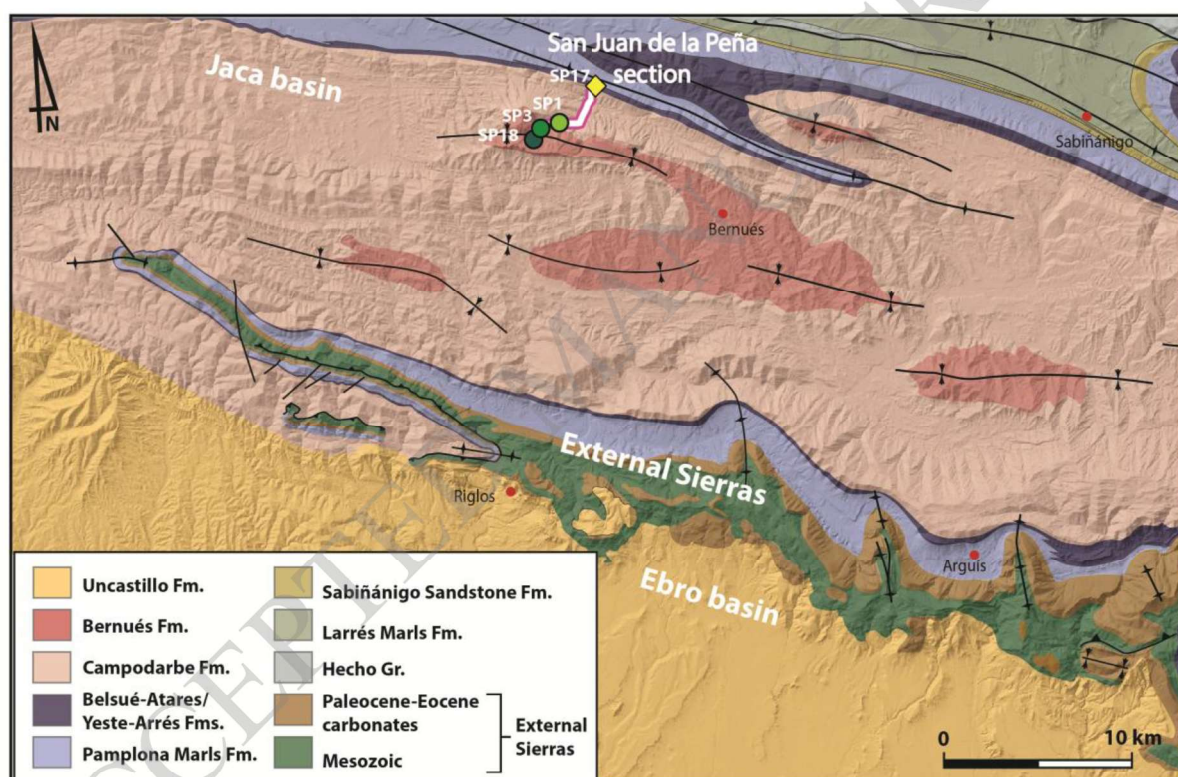 San Juan de la Peña
section
Jaca basin
SP17
SP1
SP3
SP18
N
Sabiñánigo
Bernués
External Sierras
Riglos
Arguis
Ebro basin
Uncastillo Fm.
Bernués Fm.
Campodarbe Fm.
Belsué-Atares/
Yeste-Arrés Fms.
Pamplona Marls Fm.
Sabiñánigo Sandstone Fm.
Larrés Marls Fm.
Hecho Gr.
Paleocene-Eocene
carbonates
Mesozoic
External
Sierras
0 10 km